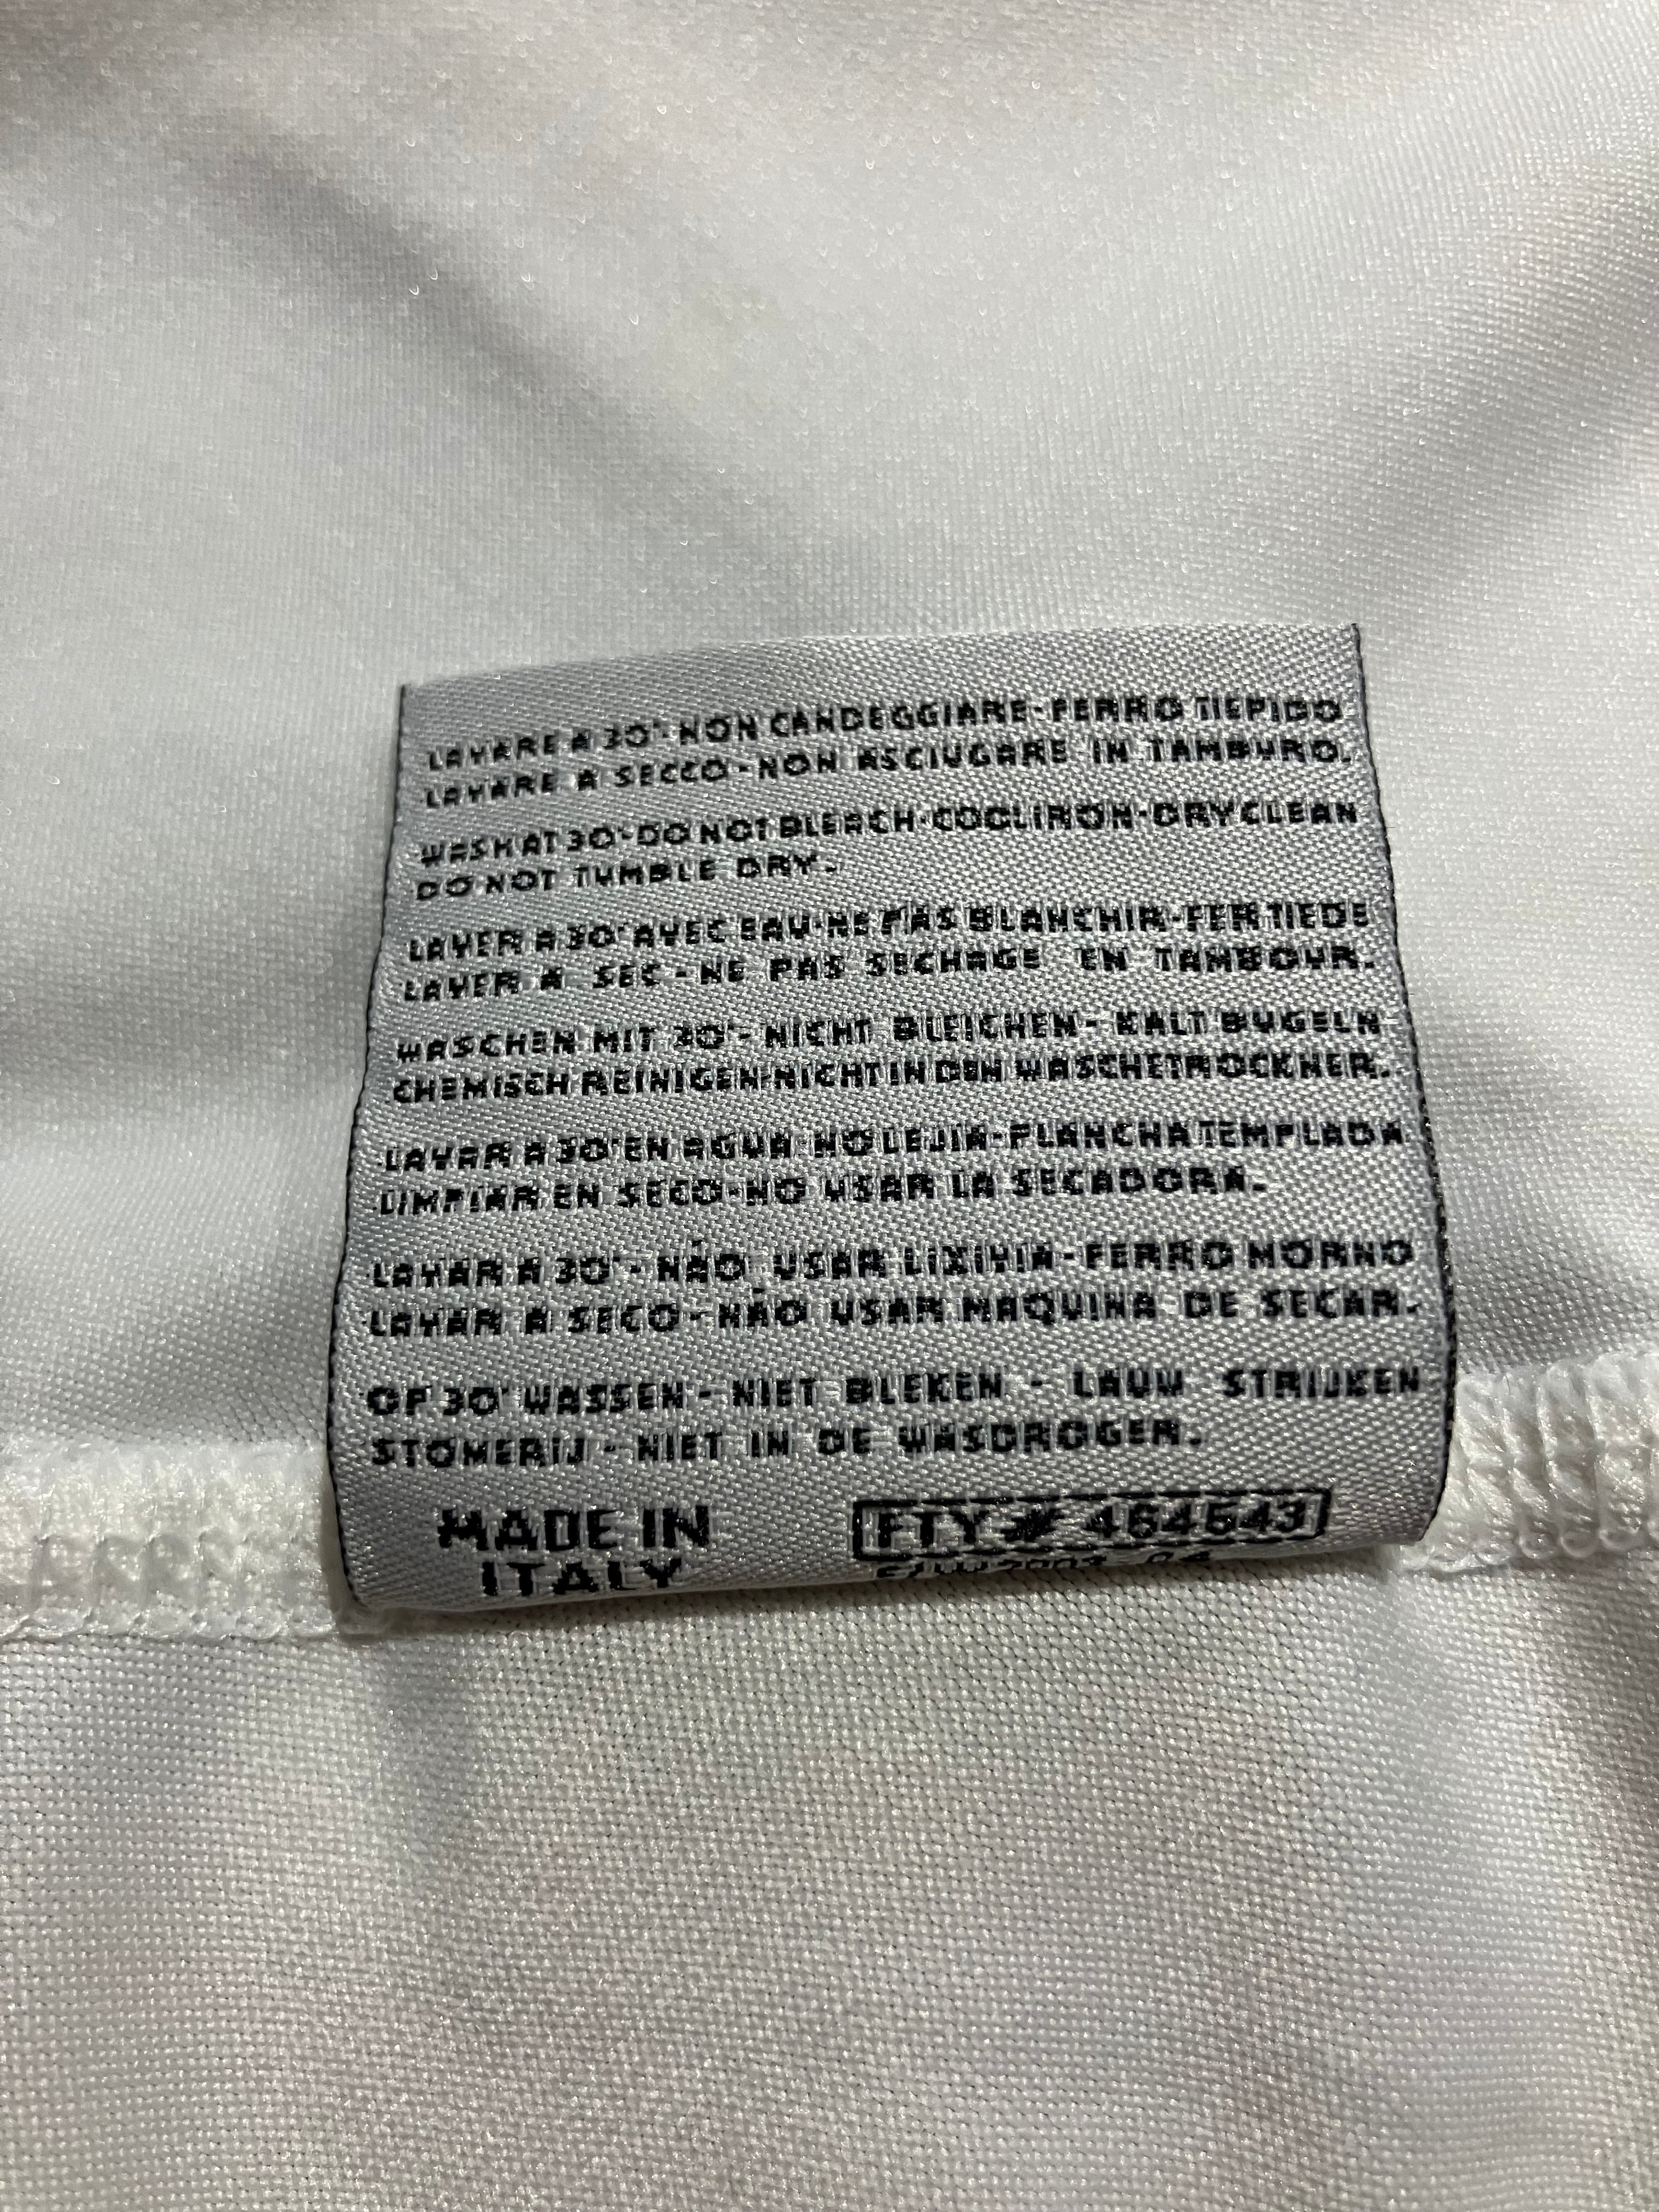 LAVARE A 30°-NON CANDEGGIARE-FERRO TIEPIDO
LAVARE A SECCO-NON ASCIUGARE IN TAMBURO.
WASH AT 30°-DO NOT BLEACH-COOL IRON-DRY CLEAN
DO NOT TUMBLE DRY.
LAVER A 30° AVEC EAU-NE PAS BLANCHIR-FER TIEDE
LAVER A SEC - NE PAS SECHAGE EN TAMBOUR.
WASCHEN MIT 30°- NICHT BLEICHEN- KALT BUGELN
CHEMISCH REINIGEN-NICHT IN DEN WASCHETROCKNER.
LAVAR A 30° EN AGUA-NO LEJIA-PLANCHA TEMPLADA
LIMPIAR EN SECO-NO USAR LA SECADORA.
LAVAR A 30°- NÃO USAR LIXIVIA-FERRO MORNO
LAVAR A SECO-NÃO USAR MAQUINA DE SECAR.
OP 30° WASSEN - NIET BLEKEN - LAUW STRIJKEN
STOMERIJ - NIET IN DE WASDROGER.
MADE IN
ITALY
FTY# 464643
F/W2003-04